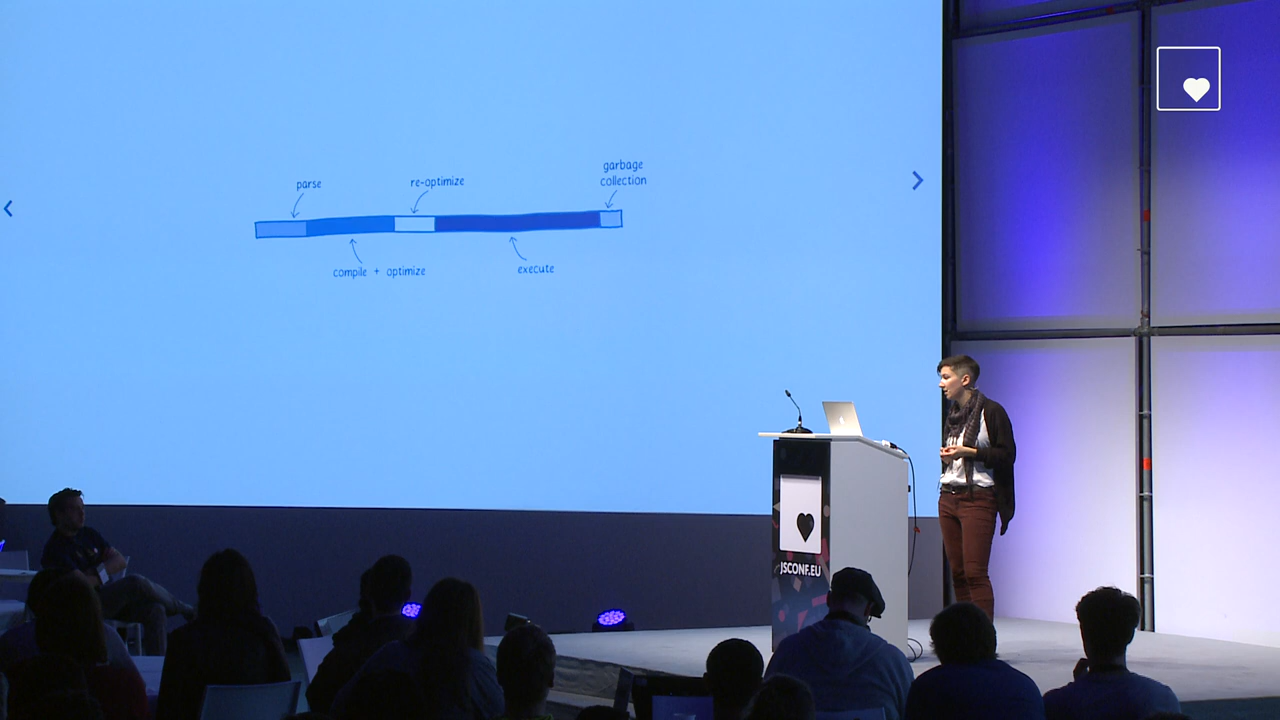 garbage
collection
parse
re-optimize
compile + optimize
execute
JSCONF.EU